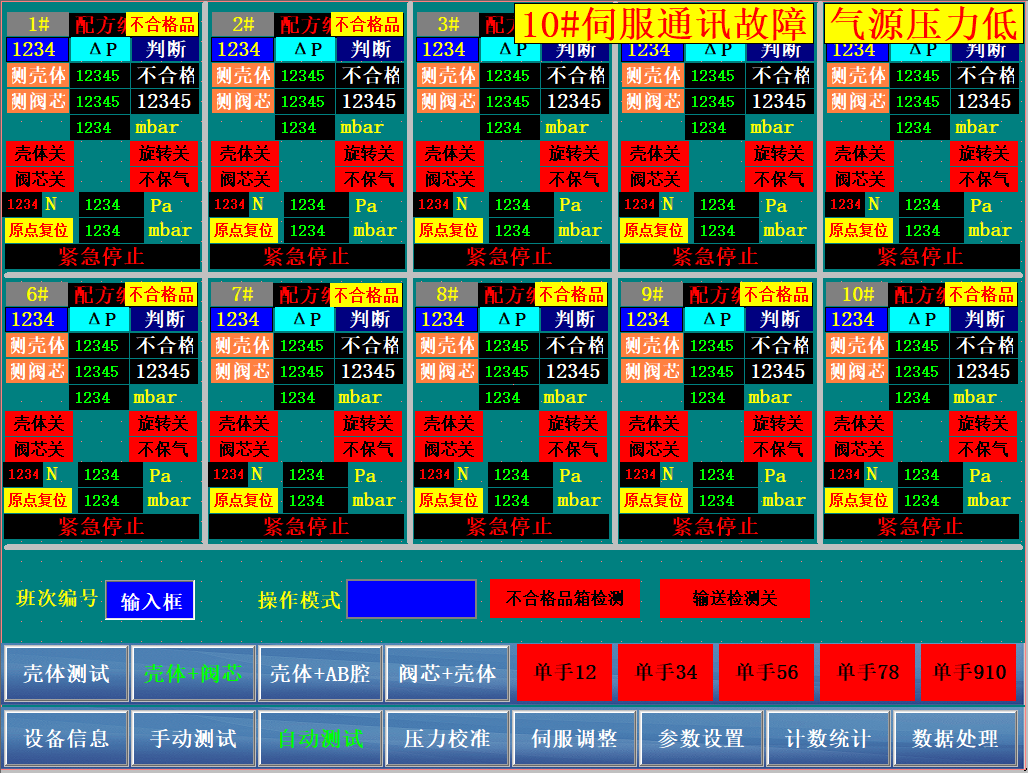 1# 配方 不合格品 2# 配方 不合格品 3# 配 10#伺服通讯故障 气源压力低
1234 ΔP 判断 1234 ΔP 判断 1234 ΔP 判断 1234 ΔP 判断 1234 ΔP 判断
测壳体 12345 不合格 测壳体 12345 不合格 测壳体 12345 不合格 测壳体 12345 不合格 测壳体 12345 不合格
测阀芯 12345 12345 测阀芯 12345 12345 测阀芯 12345 12345 测阀芯 12345 12345 测阀芯 12345 12345
1234 mbar 1234 mbar 1234 mbar 1234 mbar 1234 mbar
壳体关 旋转关 壳体关 旋转关 壳体关 旋转关 壳体关 旋转关 壳体关 旋转关
阀芯关 不保气 阀芯关 不保气 阀芯关 不保气 阀芯关 不保气 阀芯关 不保气
1234 N 1234 Pa 1234 N 1234 Pa 1234 N 1234 Pa 1234 N 1234 Pa 1234 N 1234 Pa
原点复位 1234 mbar 原点复位 1234 mbar 原点复位 1234 mbar 原点复位 1234 mbar 原点复位 1234 mbar
紧急停止 紧急停止 紧急停止 紧急停止 紧急停止
6# 配方 不合格品 7# 配方 不合格品 8# 配方 不合格品 9# 配方 不合格品 10# 配方 不合格品
1234 ΔP 判断 1234 ΔP 判断 1234 ΔP 判断 1234 ΔP 判断 1234 ΔP 判断
测壳体 12345 不合格 测壳体 12345 不合格 测壳体 12345 不合格 测壳体 12345 不合格 测壳体 12345 不合格
测阀芯 12345 12345 测阀芯 12345 12345 测阀芯 12345 12345 测阀芯 12345 12345 测阀芯 12345 12345
1234 mbar 1234 mbar 1234 mbar 1234 mbar 1234 mbar
壳体关 旋转关 壳体关 旋转关 壳体关 旋转关 壳体关 旋转关 壳体关 旋转关
阀芯关 不保气 阀芯关 不保气 阀芯关 不保气 阀芯关 不保气 阀芯关 不保气
1234 N 1234 Pa 1234 N 1234 Pa 1234 N 1234 Pa 1234 N 1234 Pa 1234 N 1234 Pa
原点复位 1234 mbar 原点复位 1234 mbar 原点复位 1234 mbar 原点复位 1234 mbar 原点复位 1234 mbar
紧急停止 紧急停止 紧急停止 紧急停止 紧急停止
班次编号 输入框 操作模式 不合格品箱检测 输送检测关
壳体测试 壳体+阀芯 壳体+AB腔 阀芯+壳体 单手12 单手34 单手56 单手78 单手910
设备信息 手动测试 自动测试 压力校准 伺服调整 参数设置 计数统计 数据处理